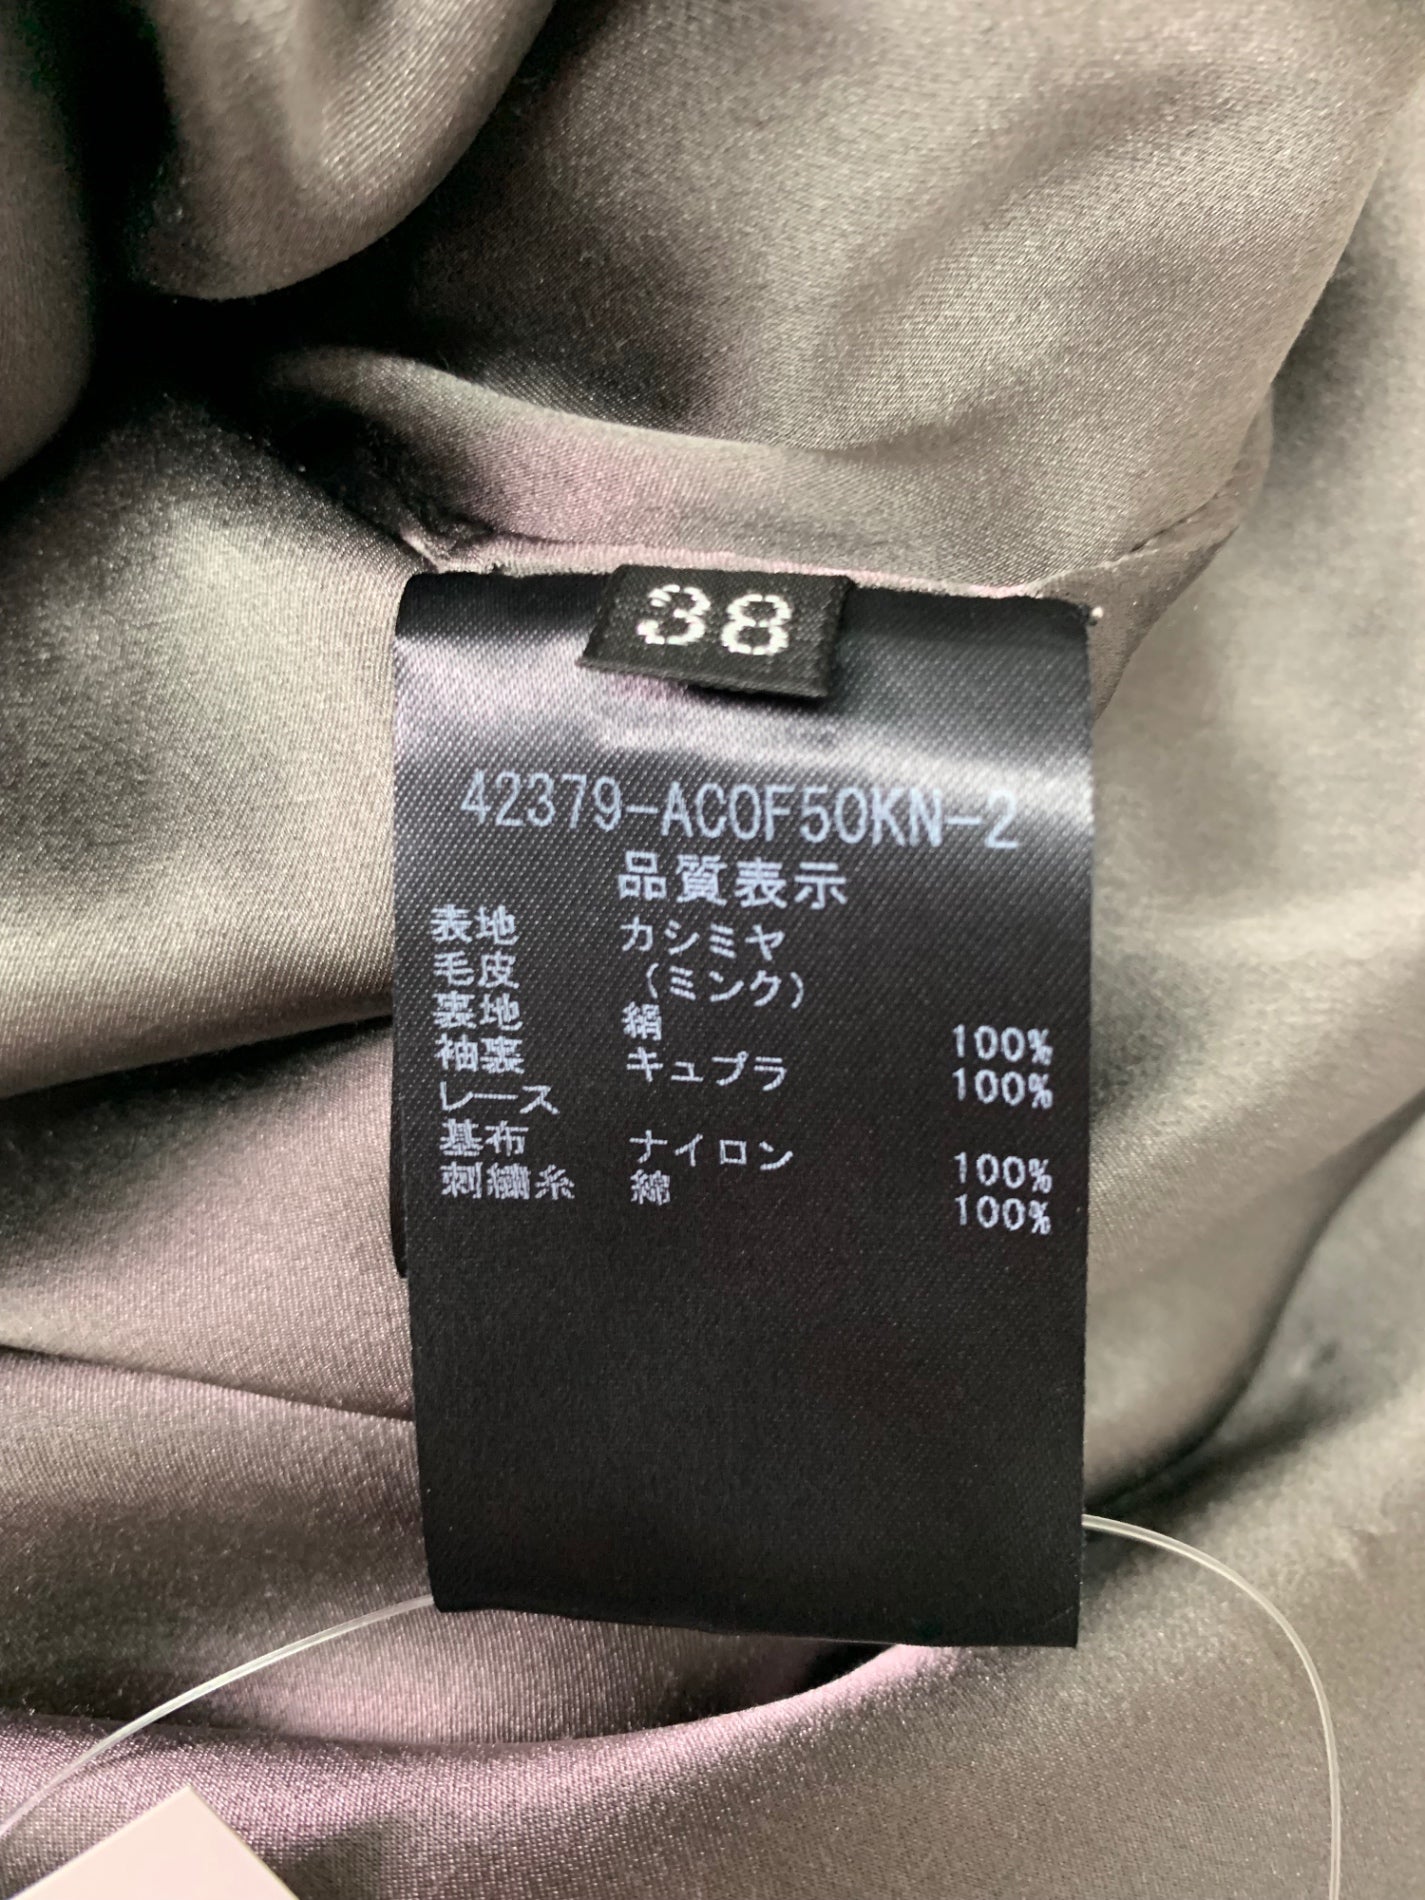 38
42379-ACOF50KN-2
品質表示
表地 カシミヤ
毛皮 (ミンク)
裏地 絹 100%
袖裏 キュプラ 100%
レース
基布 ナイロン 100%
刺繍糸 綿 100%